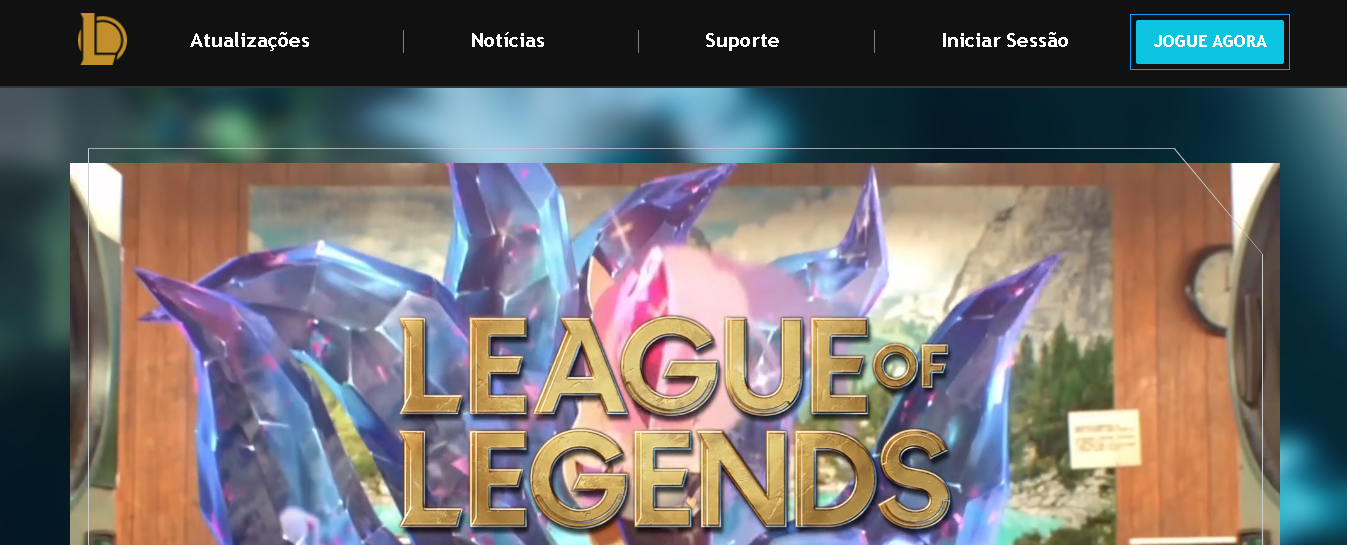 Atualizações
Notícias
Suporte
Iniciar Sessão
JOGUE AGORA
LEAGUE OF
LEGENDS